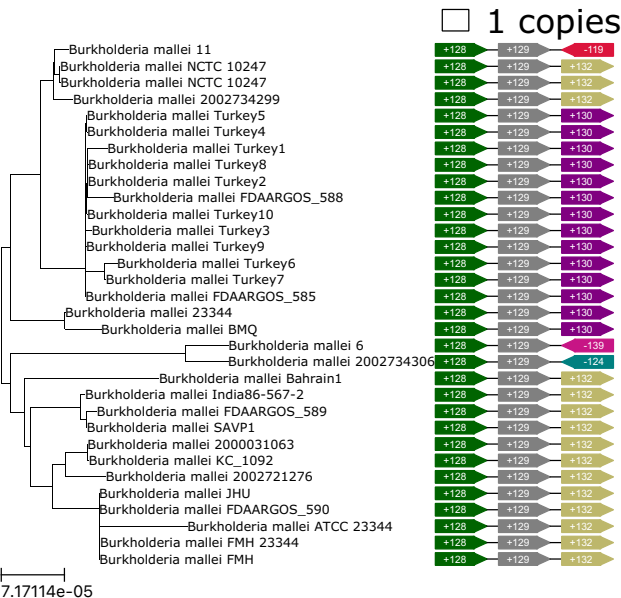 1 copies
Burkholderia mallei 11 +128 +129 -119
Burkholderia mallei NCTC 10247 +128 +129 +132
Burkholderia mallei NCTC 10247 +128 +129 +132
Burkholderia mallei 2002734299 +128 +129 +132
Burkholderia mallei Turkey5 +128 +129 +130
Burkholderia mallei Turkey4 +128 +129 +130
Burkholderia mallei Turkey1 +128 +129 +130
Burkholderia mallei Turkey8 +128 +129 +130
Burkholderia mallei Turkey2 +128 +129 +130
Burkholderia mallei FDAARGOS_588 +128 +129 +130
Burkholderia mallei Turkey10 +128 +129 +130
Burkholderia mallei Turkey3 +128 +129 +130
Burkholderia mallei Turkey9 +128 +129 +130
Burkholderia mallei Turkey6 +128 +129 +130
Burkholderia mallei Turkey7 +128 +129 +130
Burkholderia mallei FDAARGOS_585 +128 +129 +130
Burkholderia mallei 23344 +128 +129 +130
Burkholderia mallei BMQ +128 +129 +130
Burkholderia mallei 6 +128 +129 -139
Burkholderia mallei 2002734306 +128 +129 -124
Burkholderia mallei Bahrain1 +128 +129 +132
Burkholderia mallei India86-567-2 +128 +129 +132
Burkholderia mallei FDAARGOS_589 +128 +129 +132
Burkholderia mallei SAVP1 +128 +129 +132
Burkholderia mallei 2000031063 +128 +129 +132
Burkholderia mallei KC_1092 +128 +129 +132
Burkholderia mallei 2002721276 +128 +129 +132
Burkholderia mallei JHU +128 +129 +132
Burkholderia mallei FDAARGOS_590 +128 +129 +132
Burkholderia mallei ATCC 23344 +128 +129 +132
Burkholderia mallei FMH 23344 +128 +129 +132
Burkholderia mallei FMH +128 +129 +132
7.17114e-05